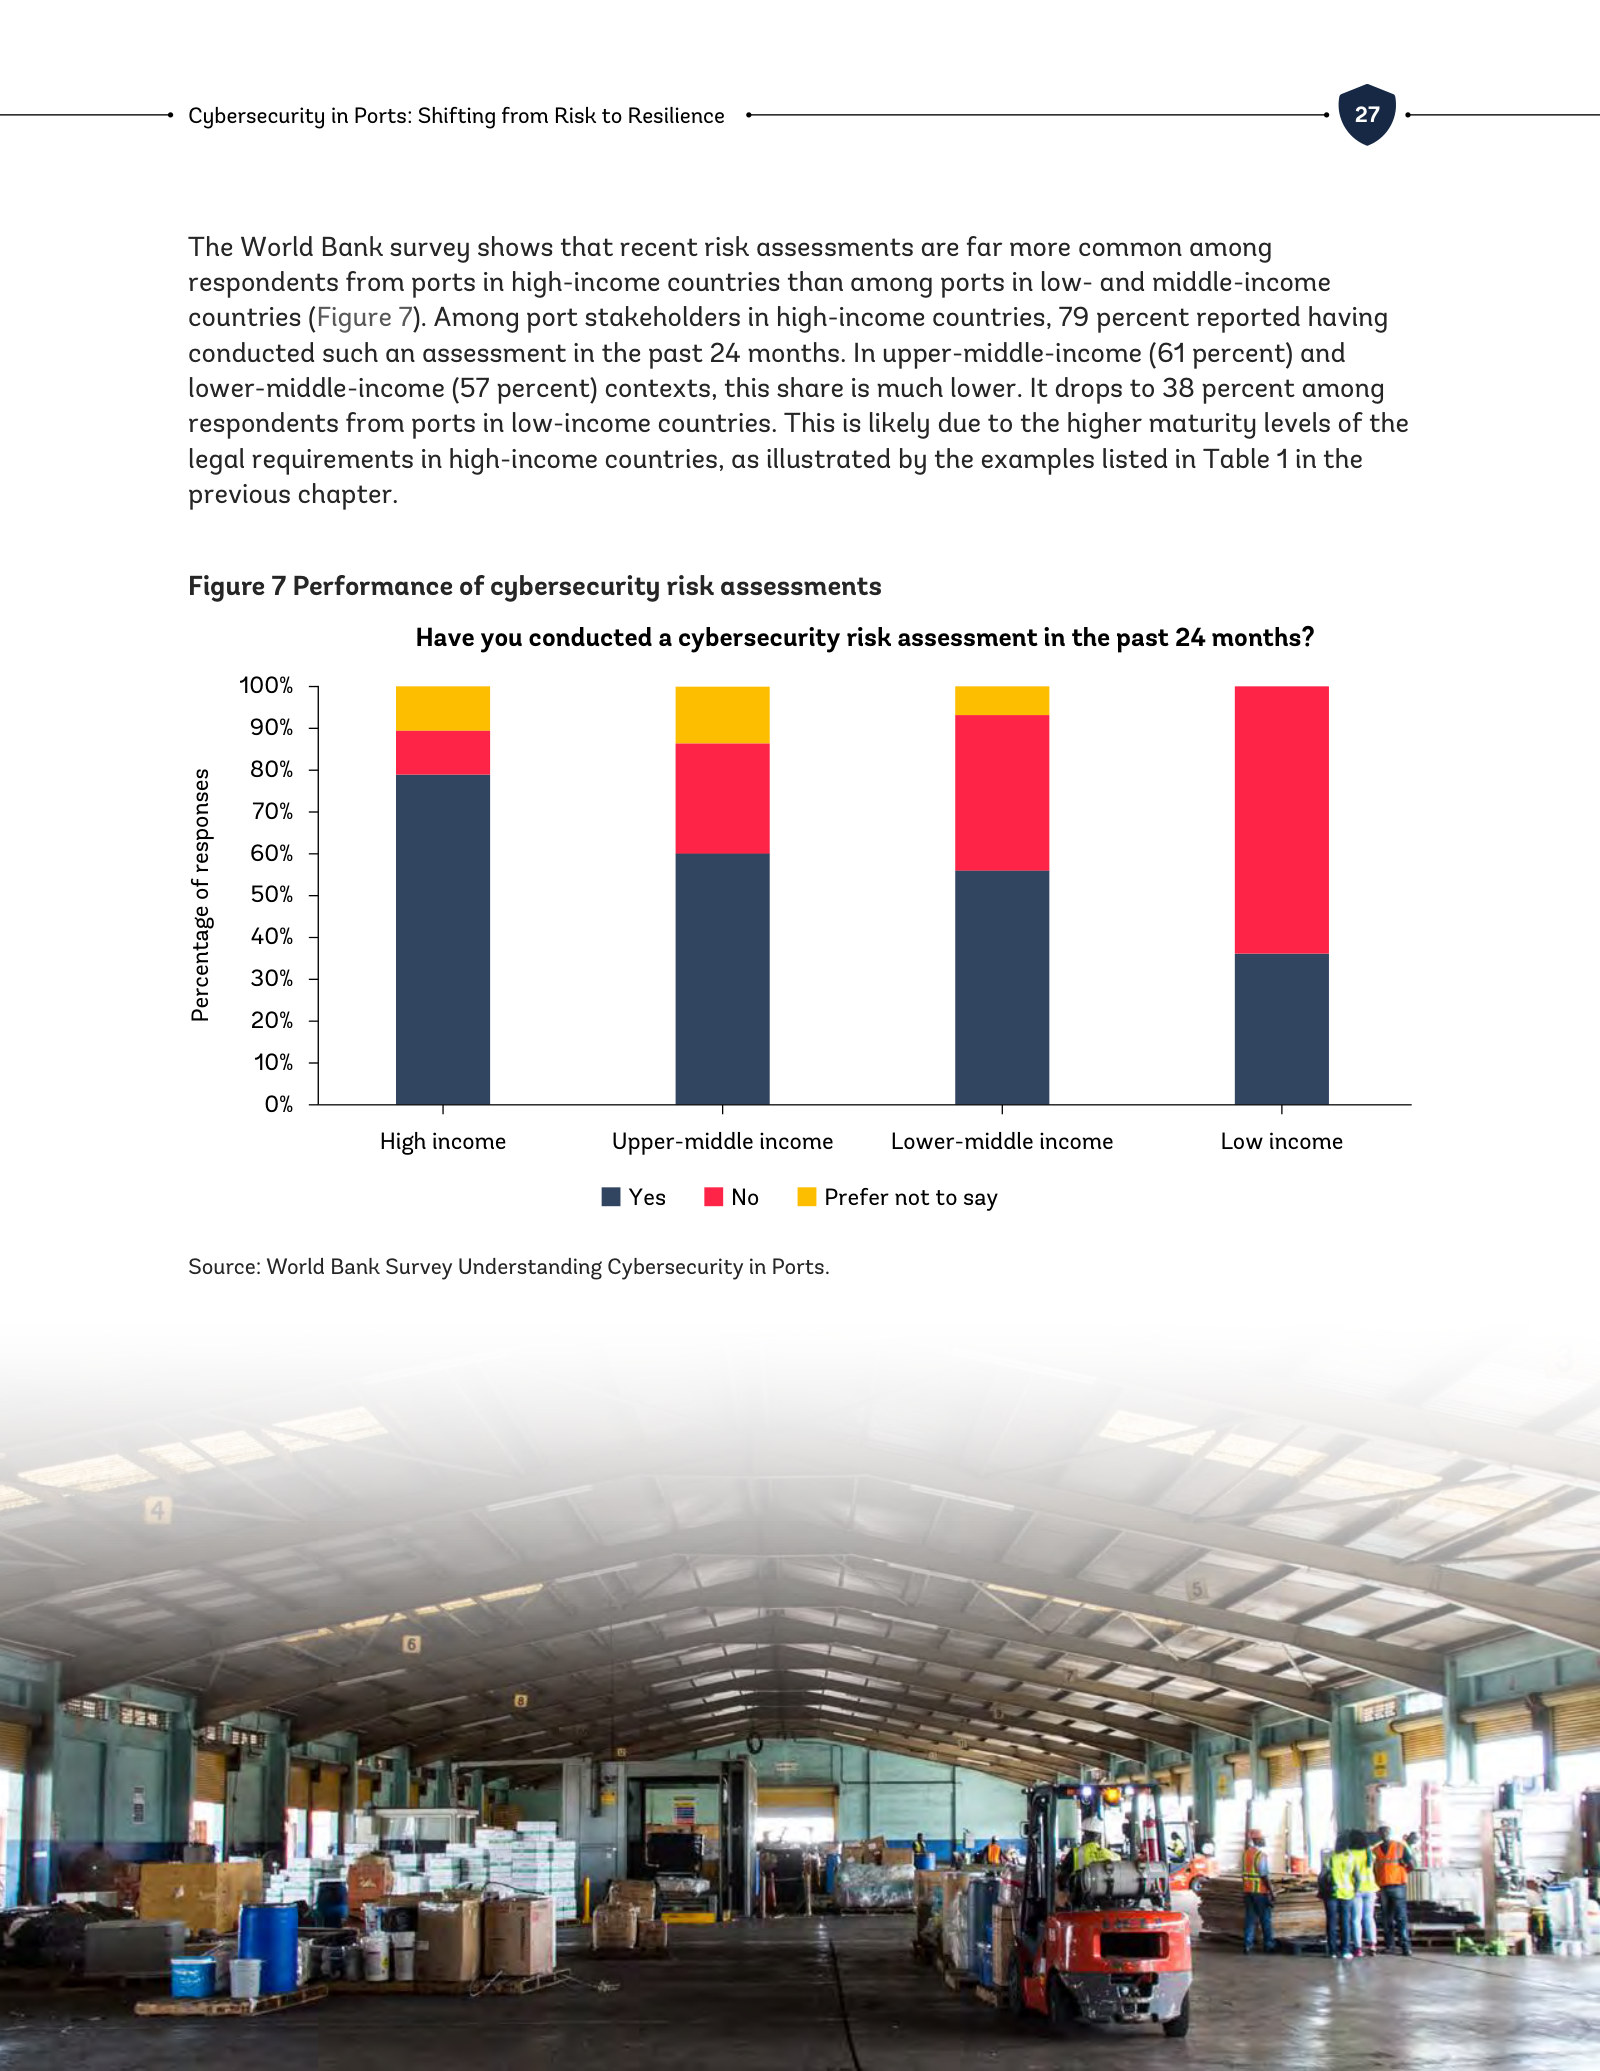 Cybersecurity in Ports: Shifting from Risk to Resilience
27
The World Bank survey shows that recent risk assessments are far more common among
respondents from ports in high-income countries than among ports in low- and middle-income
countries (Figure 7). Among port stakeholders in high-income countries, 79 percent reported having
conducted such an assessment in the past 24 months. In upper-middle-income (61 percent) and
lower-middle-income (57 percent) contexts, this share is much lower. It drops to 38 percent among
respondents from ports in low-income countries. This is likely due to the higher maturity levels of the
legal requirements in high-income countries, as illustrated by the examples listed in Table 1 in the
previous chapter.
Figure 7 Performance of cybersecurity risk assessments
Have you conducted a cybersecurity risk assessment in the past 24 months?
Percentage of responses
100%
90%
80%
70%
60%
50%
40%
30%
20%
10%
0%
High income
Upper-middle income
Lower-middle income
Low income
Yes
No
Prefer not to say
Source: World Bank Survey Understanding Cybersecurity in Ports.
4
5
6
7
8